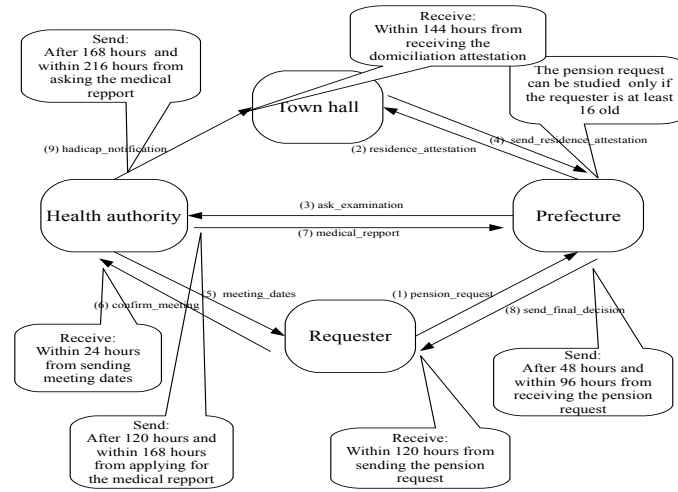 Send:
After 168 hours and
within 216 hours from
asking the medical
repport
Receive:
Within 144 hours from
receiving the
domiciliation attestation
The pension request
can be studied only if
the requester is at least
16 old
Town hall
(4) send_residence_attestation
(2) residence_attestation
(9) hadicap_notification
Health authority
(3) ask_examination
(7) medical_repport
Prefecture
(5) meeting_dates
(6) confirm_meeting
(1) pension_request
(8) send_final_decision
Requester
Receive:
Within 24 hours
from sending
meeting dates
Send:
After 48 hours and
within 96 hours from
receiving the pension
request
Send:
After 120 hours and
within 168 hours
from applying for
the medical repport
Receive:
Within 120 hours from
sending the pension
request